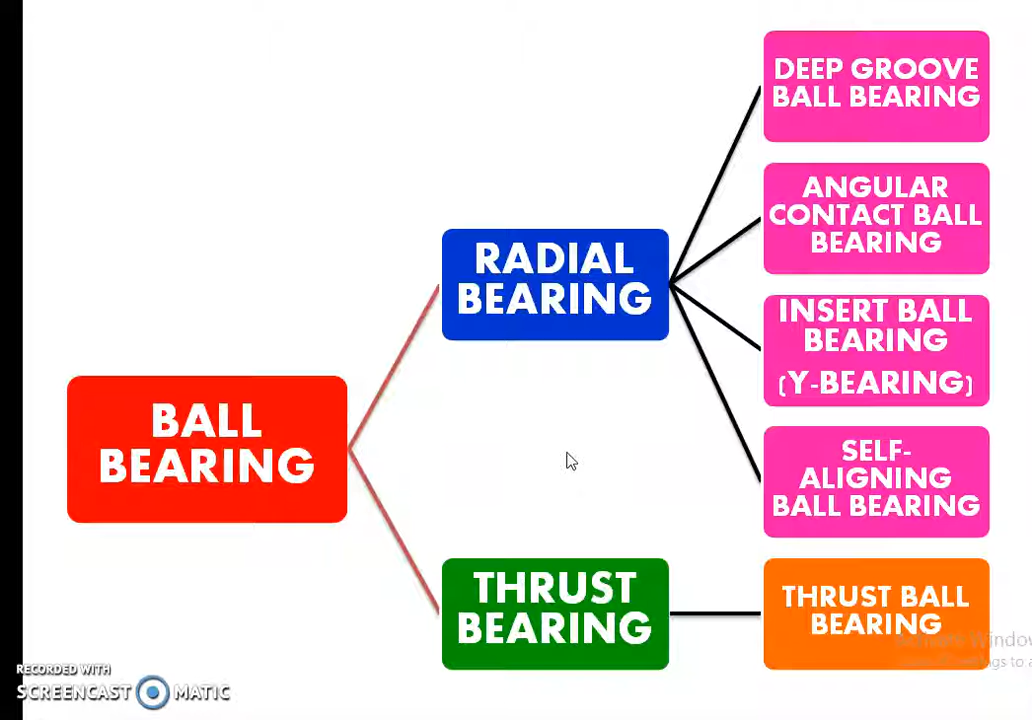 DEEP GROOVE
BALL BEARING
ANGULAR
CONTACT BALL
BEARING
RADIAL
BEARING
INSERT BALL
BEARING
(Y-BEARING)
BALL
BEARING
SELF-
ALIGNING
BALL BEARING
THRUST
BEARING
THRUST BALL
BEARING
RECORDED WITH
SCREENCAST MATIC